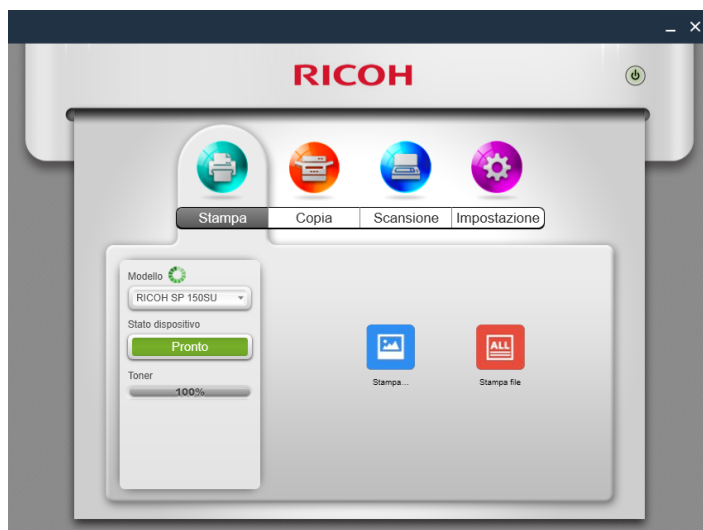 RICOH
Stampa Copia Scansione Impostazione
Modello
RICOH SP 150SU
Stato dispositivo
Pronto
Toner
100%
ALL
Stampa... Stampa file